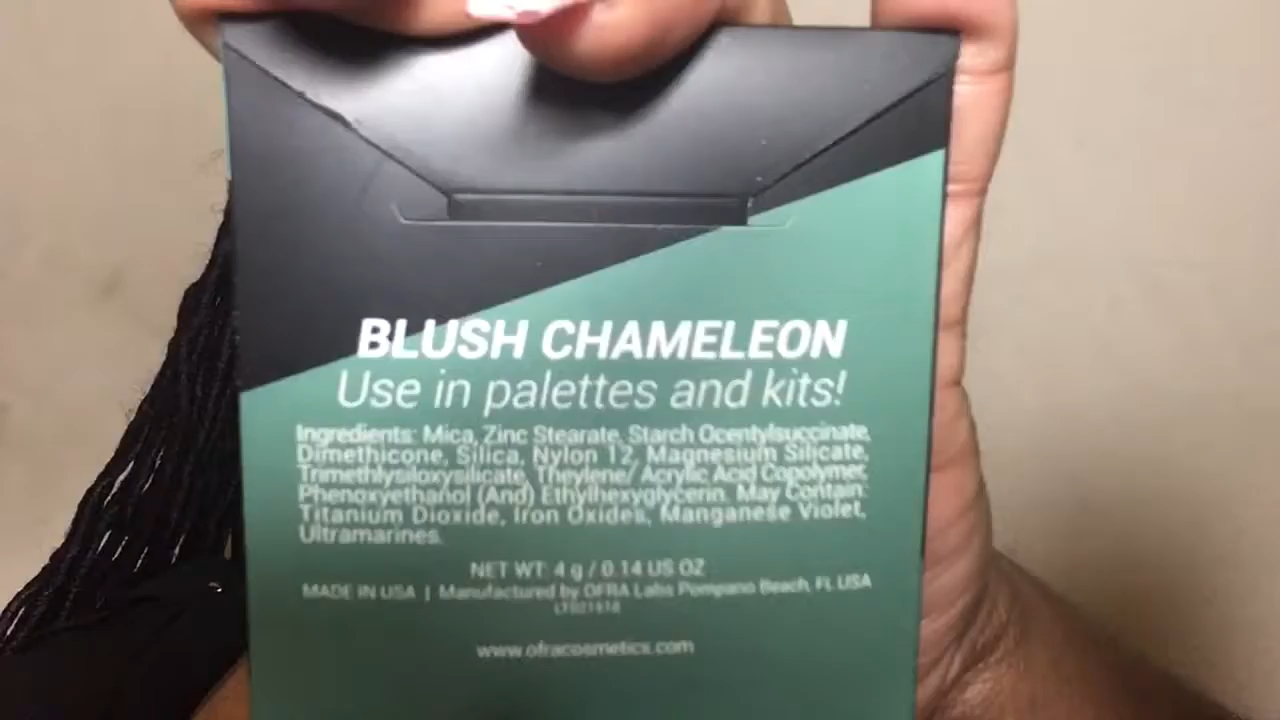 BLUSH CHAMELEON
Use in palettes and kits!
Ingredients: Mica, Zinc Stearate, Starch Ocentylsuccinate,
Dimethicone, Silica, Nylon 12, Magnesium Silicate,
Trimethlysiloxysilicate, Theylene/ Acrylic Acid Copolymer,
Phenoxyethanol (And) Ethylhexyglycerin. May Contain:
Titanium Dioxide, Iron Oxides, Manganese Violet,
Ultramarines.
NET WT: 4 g / 0.14 US OZ
MADE IN USA | Manufactured by OFRA Labs Pompano Beach, FL USA
www.ofracosmetics.com